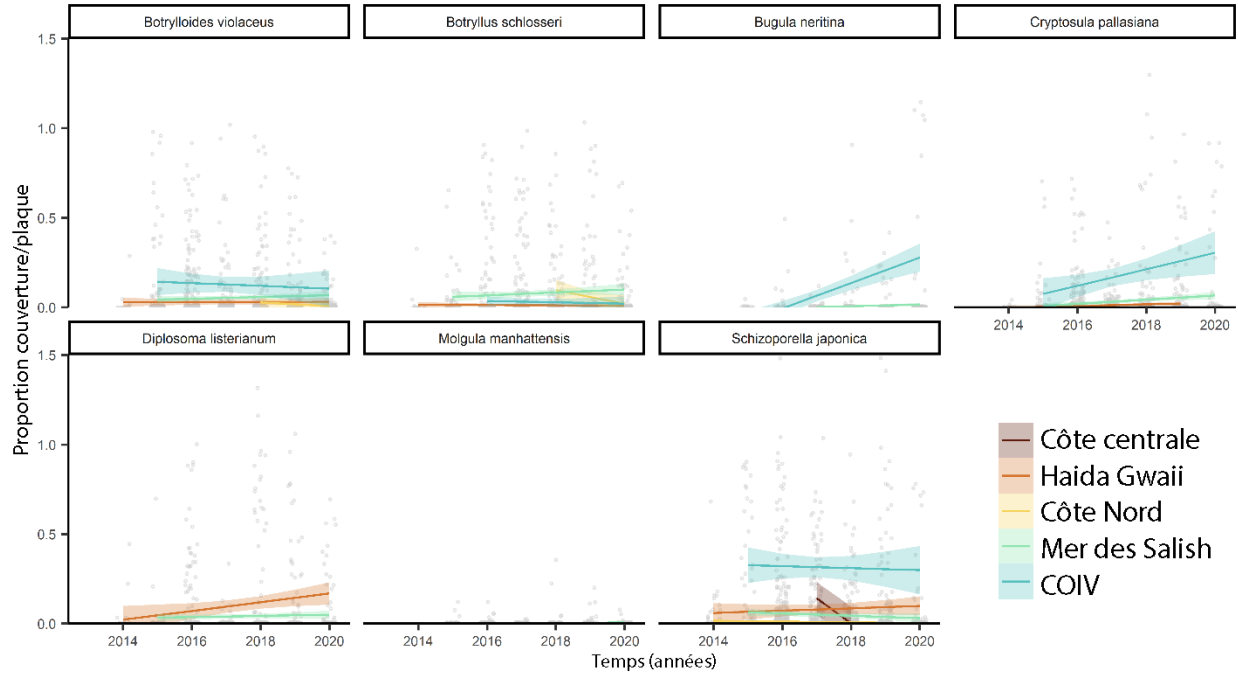 Botrylloides violaceus
Botryllus schlosseri
Bugula neritina
Cryptosula pallasiana
1.5
1.0
0.5
0.0
2014 2016 2018 2020
Diplosoma listerianum
Molgula manhattensis
Schizoporella japonica
1.5
1.0
0.5
0.0
2014 2016 2018 2020
2014 2016 2018 2020
2014 2016 2018 2020
Proportion couverture/plaque
Temps (années)
Côte centrale
Haida Gwaii
Côte Nord
Mer des Salish
COIV